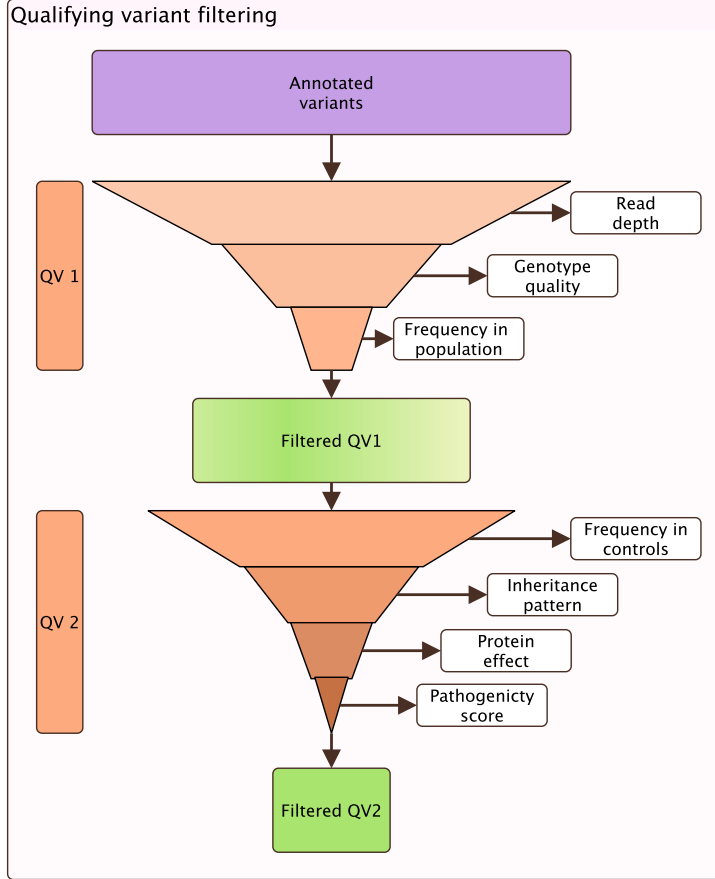 Qualifying variant filtering
Annotated
variants
QV 1
Read
depth
Genotype
quality
Frequency in
population
Filtered QV1
QV 2
Frequency in
controls
Inheritance
pattern
Protein
effect
Pathogenicty
score
Filtered QV2